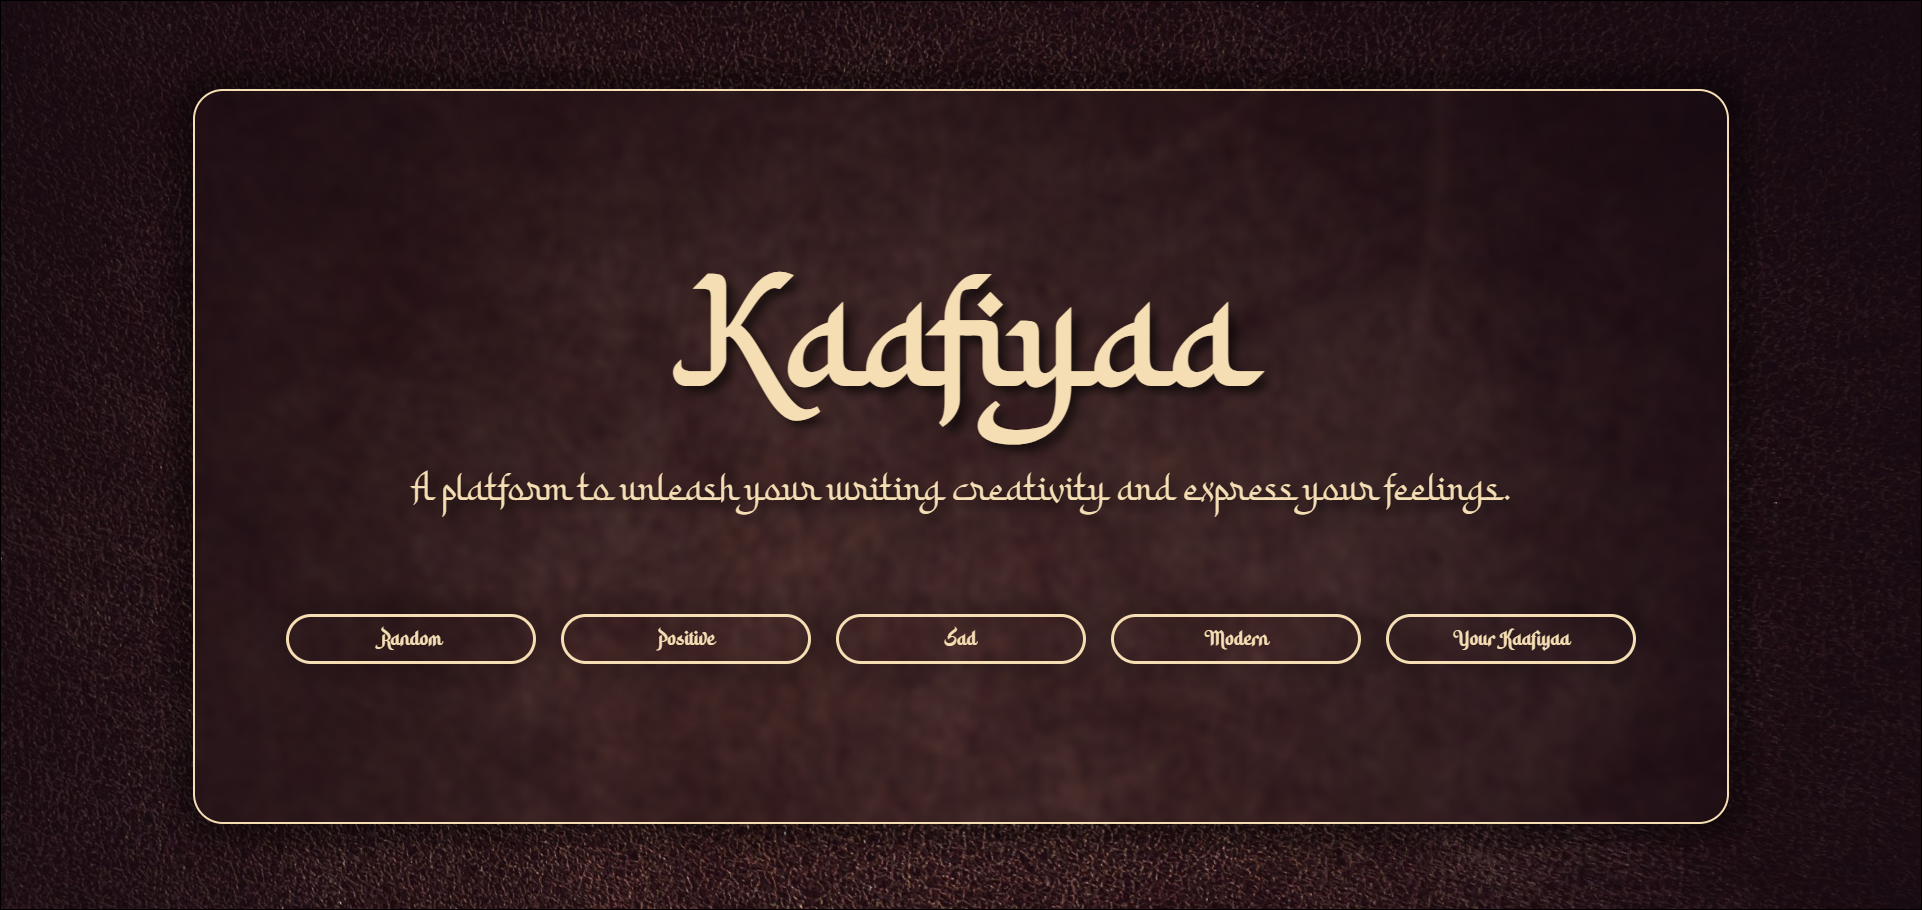 Kaafiyaa
A platform to unleash your writing creativity and express your feelings.
Random
Positive
Sad
Modern
Your Kaafiyaa